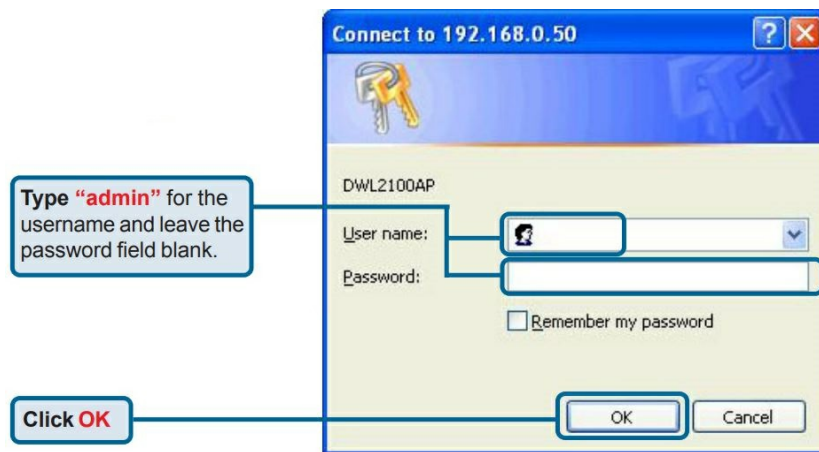 Connect to 192.168.0.50
DWL2100AP
Type “admin” for the
username and leave the
password field blank.
User name:
Password:
Remember my password
Click OK
OK
Cancel